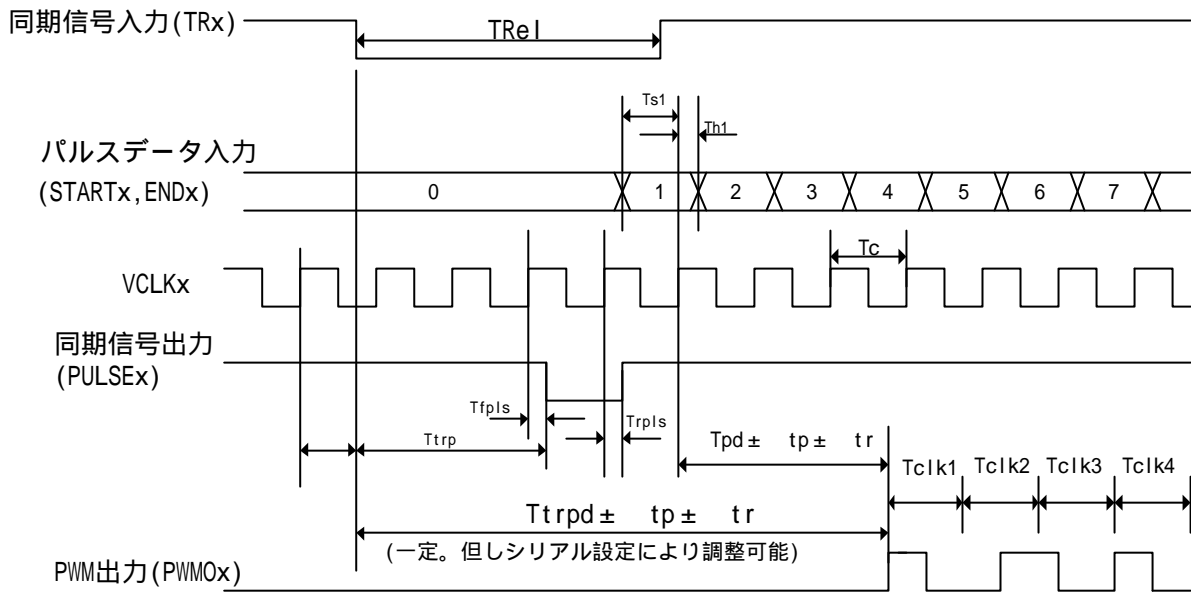 同期信号入力(TRx)
TRel
Ts1
Th1
パルスデータ入力
(STARTx,ENDx)
0 1 2 3 4 5 6 7
Tc
VCLKx
同期信号出力
(PULSEx)
Tfpls
Trpls
Ttrp
Tpd± tp± tr
Tclk1 Tclk2 Tclk3 Tclk4
Ttrpd± tp± tr
(一定。但しシリアル設定により調整可能)
PWM出力(PWMOx)